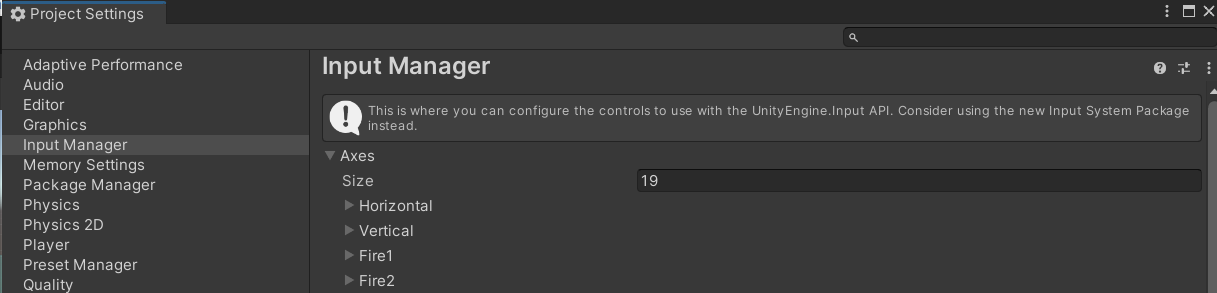 Project Settings
Adaptive Performance
Audio
Editor
Graphics
Input Manager
Memory Settings
Package Manager
Physics
Physics 2D
Player
Preset Manager
Quality
Input Manager
This is where you can configure the controls to use with the UnityEngine.Input API. Consider using the new Input System Package
instead.
Axes
Size 19
Horizontal
Vertical
Fire1
Fire2